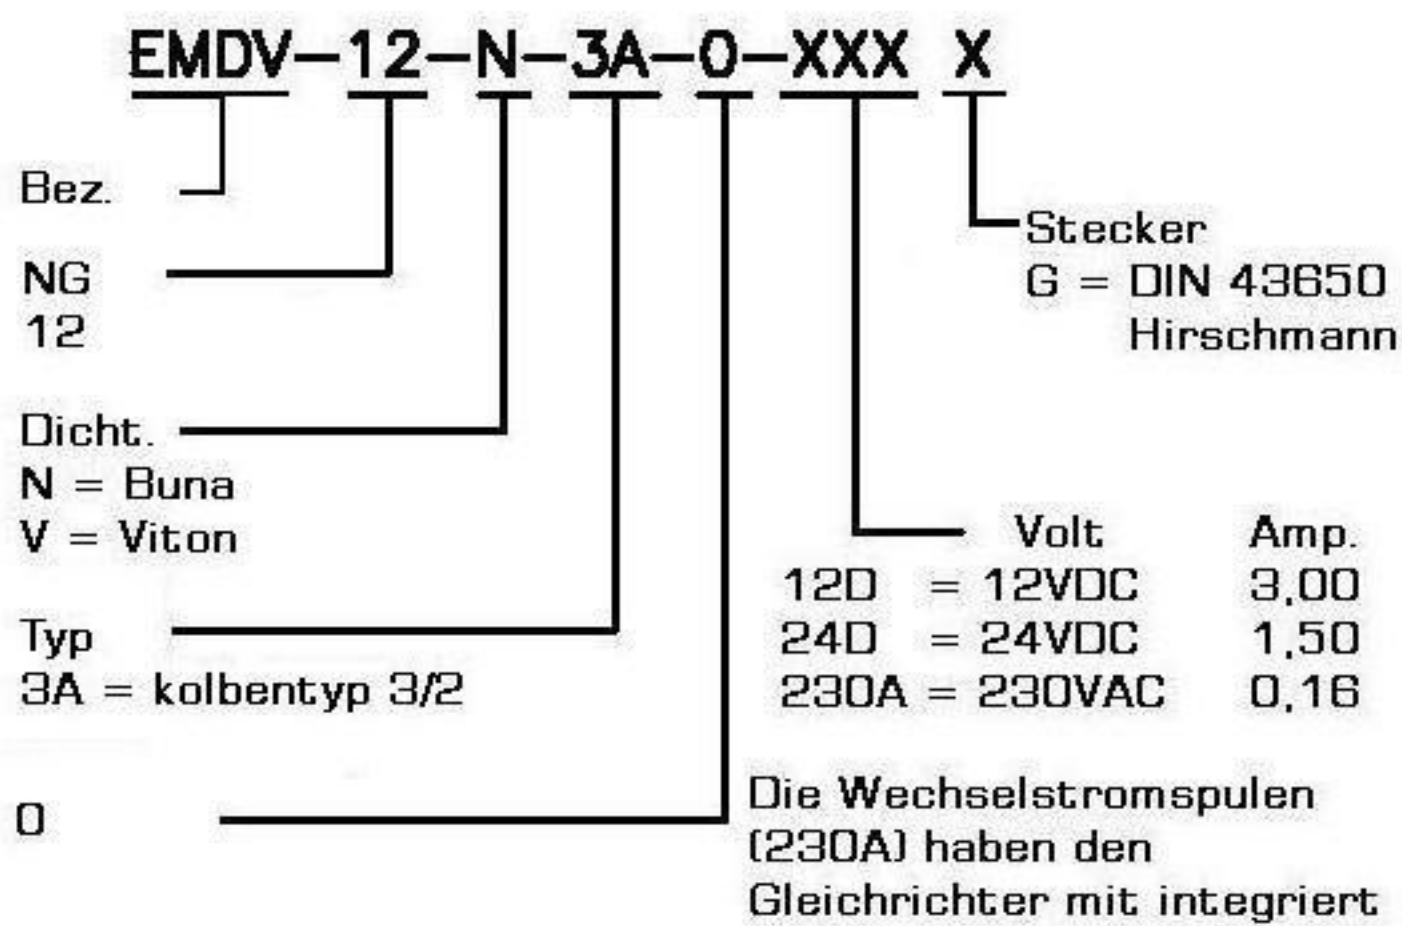 EMDV-12-N-3A-0-XXX X
Bez.
NG
12
Dicht.
N = Buna
V = Viton
Typ
3A = kolbentyp 3/2
0
Stecker
G = DIN 43650
Hirschmann
Volt Amp.
12D = 12VDC 3,00
24D = 24VDC 1,50
230A = 230VAC 0,16
Die Wechselstromspulen
(230A) haben den
Gleichrichter mit integriert